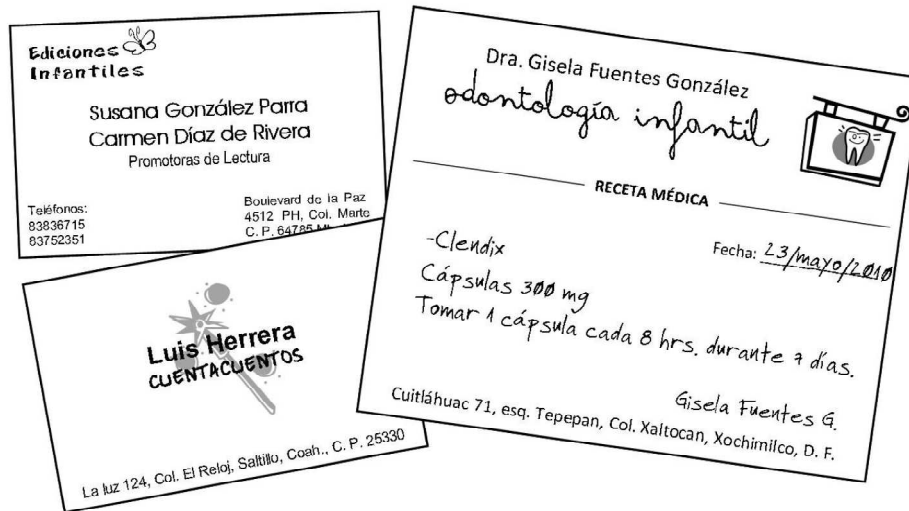 Ediciones
Infantiles
Susana González Parra
Carmen Díaz de Rivera
Promotoras de Lectura
Teléfonos:
83836715
83752351
Boulevard de la Paz
4512 PH, Col. Marte
C. P. 64785
Luis Herrera
CUENTACUENTOS
La luz 124, Col. El Reloj, Saltillo, Coah., C. P. 25330
Dra. Gisela Fuentes González
odontología infantil
RECETA MÉDICA
Fecha: 23/mayo/2010
-Clendix
Cápsulas 300 mg
Tomar 1 cápsula cada 8 hrs. durante 7 días.
Gisela Fuentes G.
Cuitláhuac 71, esq. Tepepan, Col. Xaltocan, Xochimilco, D. F.